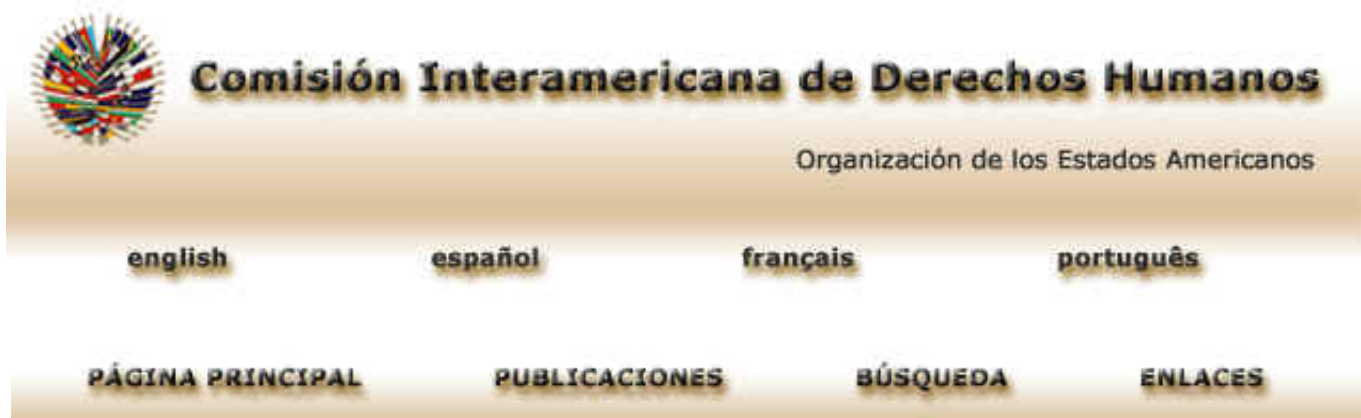 Comisión Interamericana de Derechos Humanos
Organización de los Estados Americanos
english español français português
PÁGINA PRINCIPAL PUBLICACIONES BÚSQUEDA ENLACES